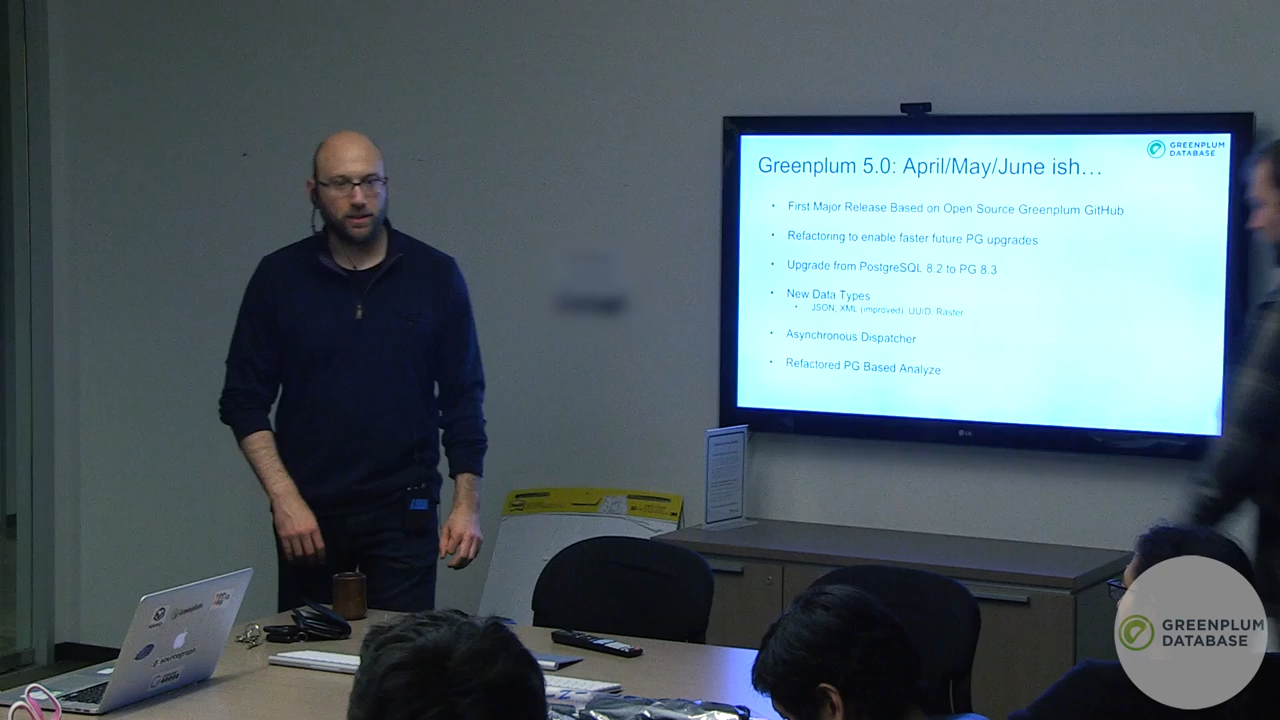 GREENPLUM
DATABASE
Greenplum 5.0: April/May/June ish…
• First Major Release Based on Open Source Greenplum GitHub
• Refactoring to enable faster future PG upgrades
• Upgrade from PostgreSQL 8.2 to PG 8.3
• New Data Types
• JSON, XML (improved), UUID, Raster
• Asynchronous Dispatcher
• Refactored PG Based Analyze
LG
Greenplum
sourcegraph
GREENPLUM
DATABASE